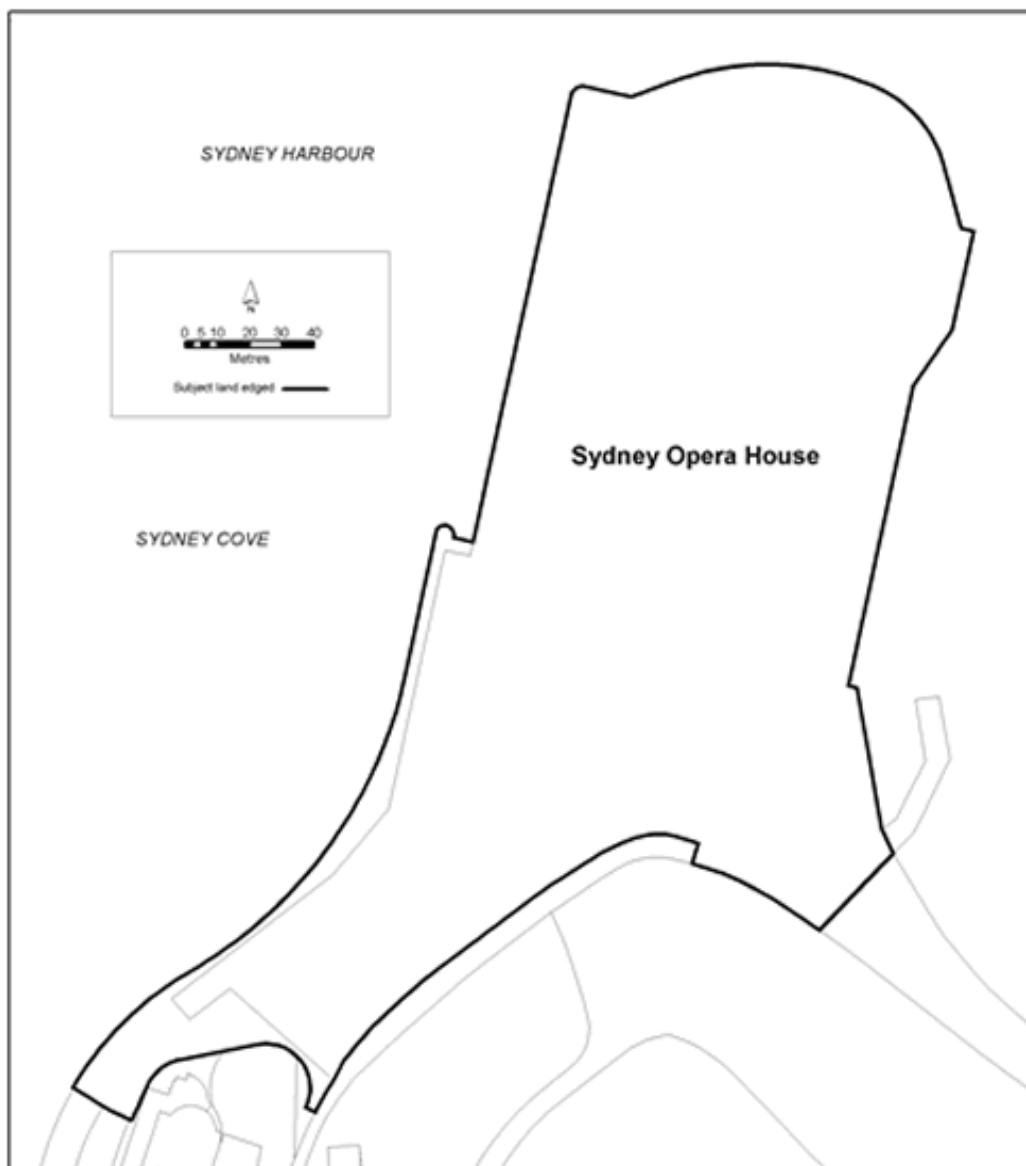 SYDNEY HARBOUR
N
0 5 10 20 30 40
Metres
Subject land edged
Sydney Opera House
SYDNEY COVE